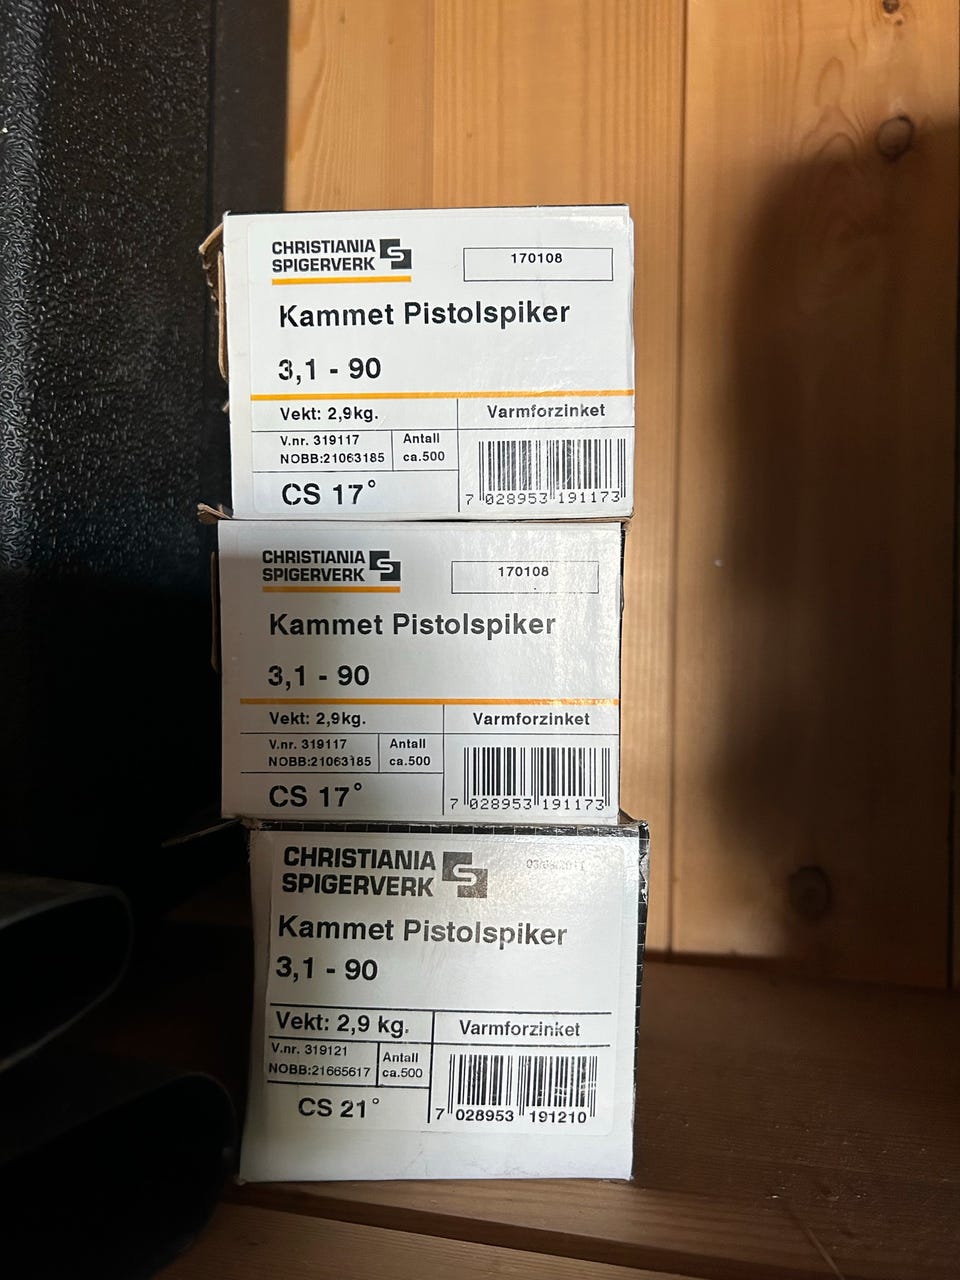 CHRISTIANIA
SPIGERVERK
170108
Kammet Pistolspiker
3,1 - 90
Vekt: 2,9kg.
Varmforzinket
V.nr. 319117
NOBB:21063185
Antall
ca.500
CS 17°
7 028953 191173
CHRISTIANIA
SPIGERVERK
170108
Kammet Pistolspiker
3,1 - 90
Vekt: 2,9kg.
Varmforzinket
V.nr. 319117
NOBB:21063185
Antall
ca.500
CS 17°
7 028953 191173
CHRISTIANIA
SPIGERVERK
Kammet Pistolspiker
3,1 - 90
Vekt: 2,9 kg.
Varmforzinket
V.nr. 319121
NOBB:21665617
Antall
ca.500
CS 21°
7 028953 191210